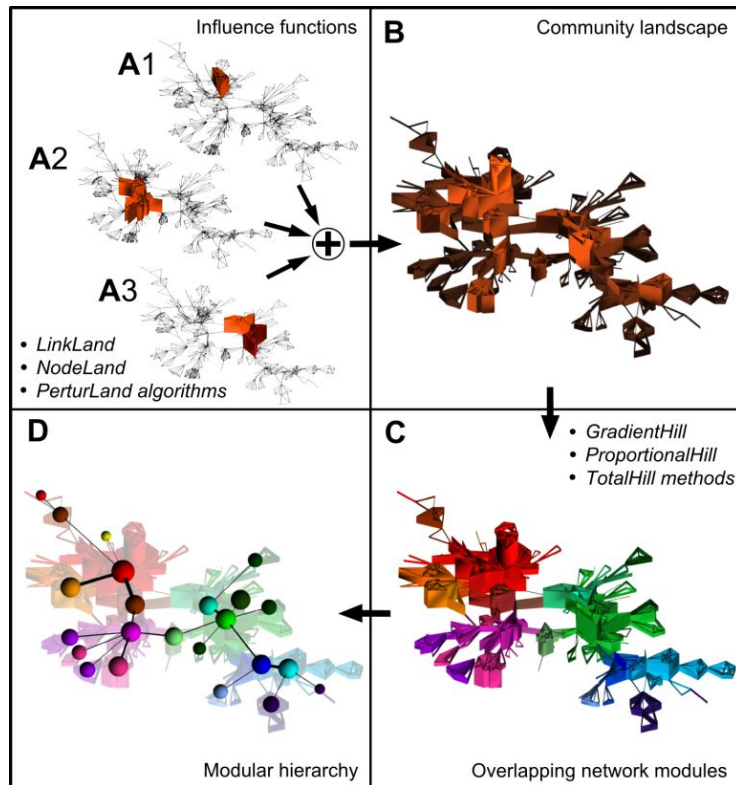 Influence functions
A1
A2
A3
+
• LinkLand
• NodeLand
• PerturLand algorithms
B
Community landscape
D
Modular hierarchy
C
• GradientHill
• ProportionalHill
• TotalHill methods
Overlapping network modules